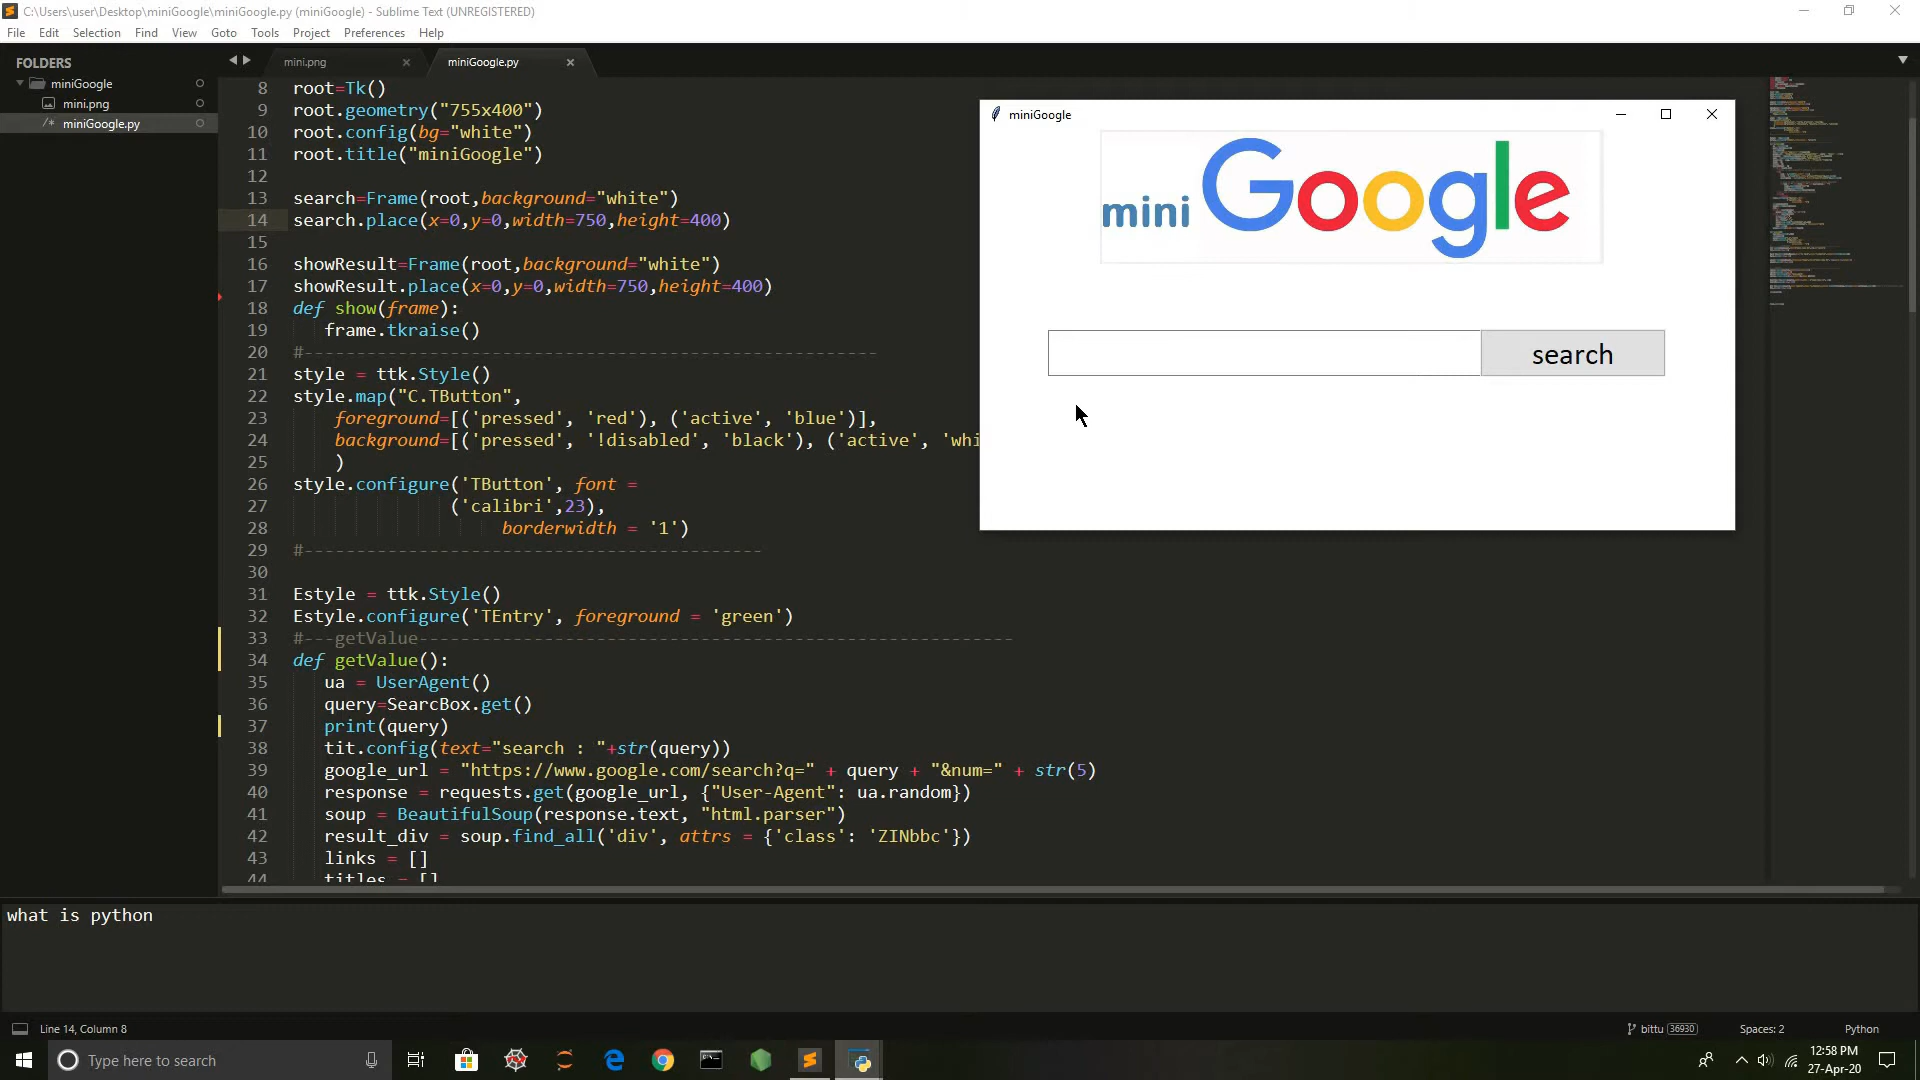 C:\Users\user\Desktop\miniGoogle\miniGoogle.py (miniGoogle) - Sublime Text (UNREGISTERED)
File Edit Selection Find View Goto Tools Project Preferences Help
FOLDERS
miniGoogle
mini.png
/* miniGoogle.py
mini.png
miniGoogle.py
8 root=Tk()
9 root.geometry("755x400")
10 root.config(bg="white")
11 root.title("miniGoogle")
12
13 search=Frame(root,background="white")
14 search.place(x=0,y=0,width=750,height=400)
15
16 showResult=Frame(root,background="white")
17 showResult.place(x=0,y=0,width=750,height=400)
18 def show(frame):
19 frame.tkraise()
20 #-------------------------------------------------------
21 style = ttk.Style()
22 style.map("C.TButton",
23 foreground=[('pressed', 'red'), ('active', 'blue')],
24 background=[('pressed', '!disabled', 'black'), ('active', 'whi
25 )
26 style.configure('TButton', font =
27 ('calibri',23),
28 borderwidth = '1')
29 #--------------------------------------------
30
31 Estyle = ttk.Style()
32 Estyle.configure('TEntry', foreground = 'green')
33 #---getValue---------------------------------------------------------
34 def getValue():
35 ua = UserAgent()
36 query=SearcBox.get()
37 print(query)
38 tit.config(text="search : "+str(query))
39 google_url = "https://www.google.com/search?q=" + query + "&num=" + str(5)
40 response = requests.get(google_url, {"User-Agent": ua.random})
41 soup = BeautifulSoup(response.text, "html.parser")
42 result_div = soup.find_all('div', attrs = {'class': 'ZINbbc'})
43 links = []
44 titles = []
miniGoogle
mini Google
search
what is python
Line 14, Column 8
bittu 36930
Spaces: 2
Python
Type here to search
12:58 PM
27-Apr-20